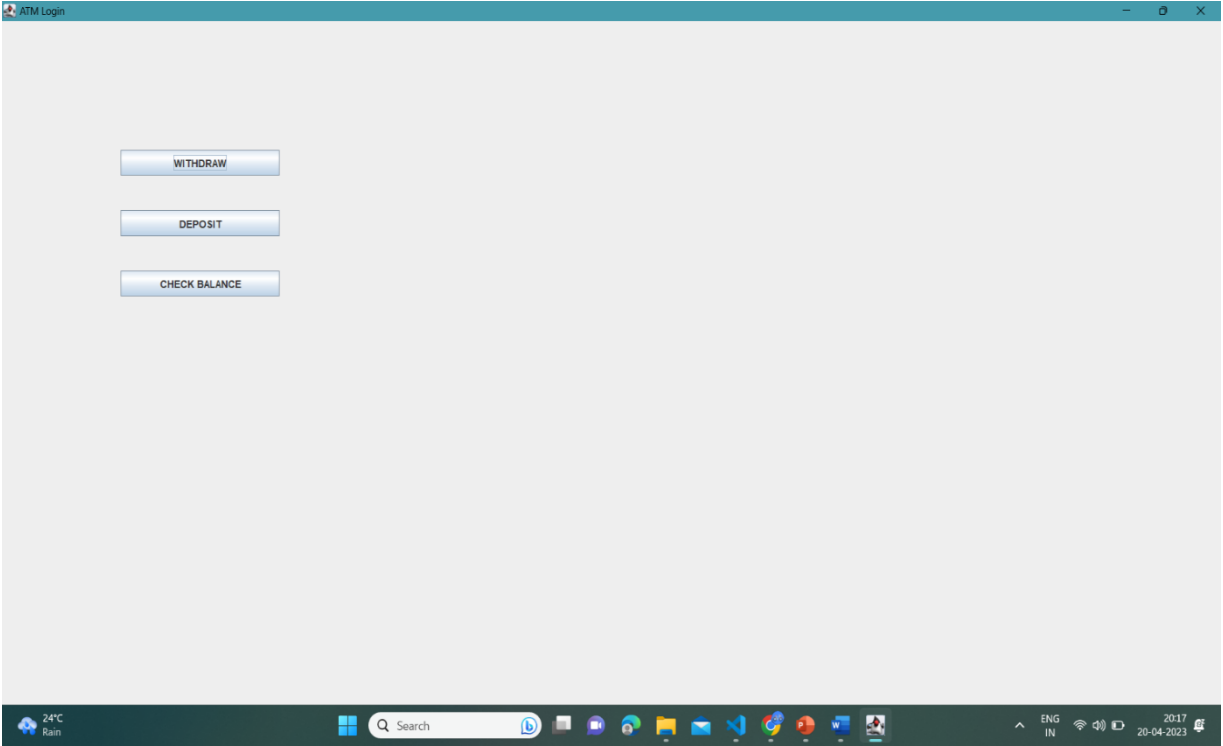 ATM Login
WITHDRAW
DEPOSIT
CHECK BALANCE
24°C
Rain
Search
ENG
IN
20:17
20-04-2023